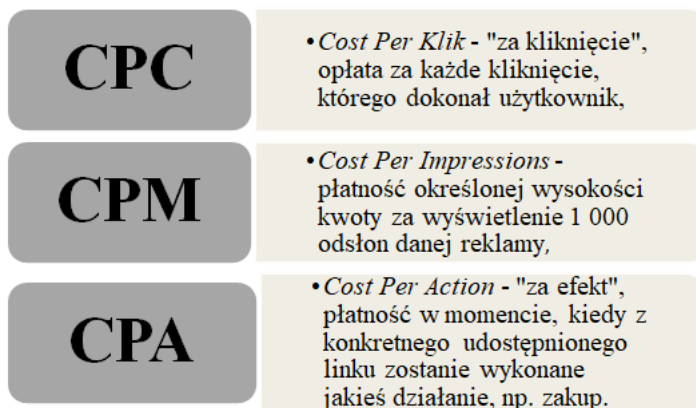 CPC
•Cost Per Klik - "za kliknięcie",
opłata za każde kliknięcie,
którego dokonał użytkownik,
CPM
•Cost Per Impressions -
płatność określonej wysokości
kwoty za wyświetlenie 1 000
odsłon danej reklamy,
CPA
•Cost Per Action - "za efekt",
płatność w momencie, kiedy z
konkretnego udostępnionego
linku zostanie wykonane
jakieś działanie, np. zakup.